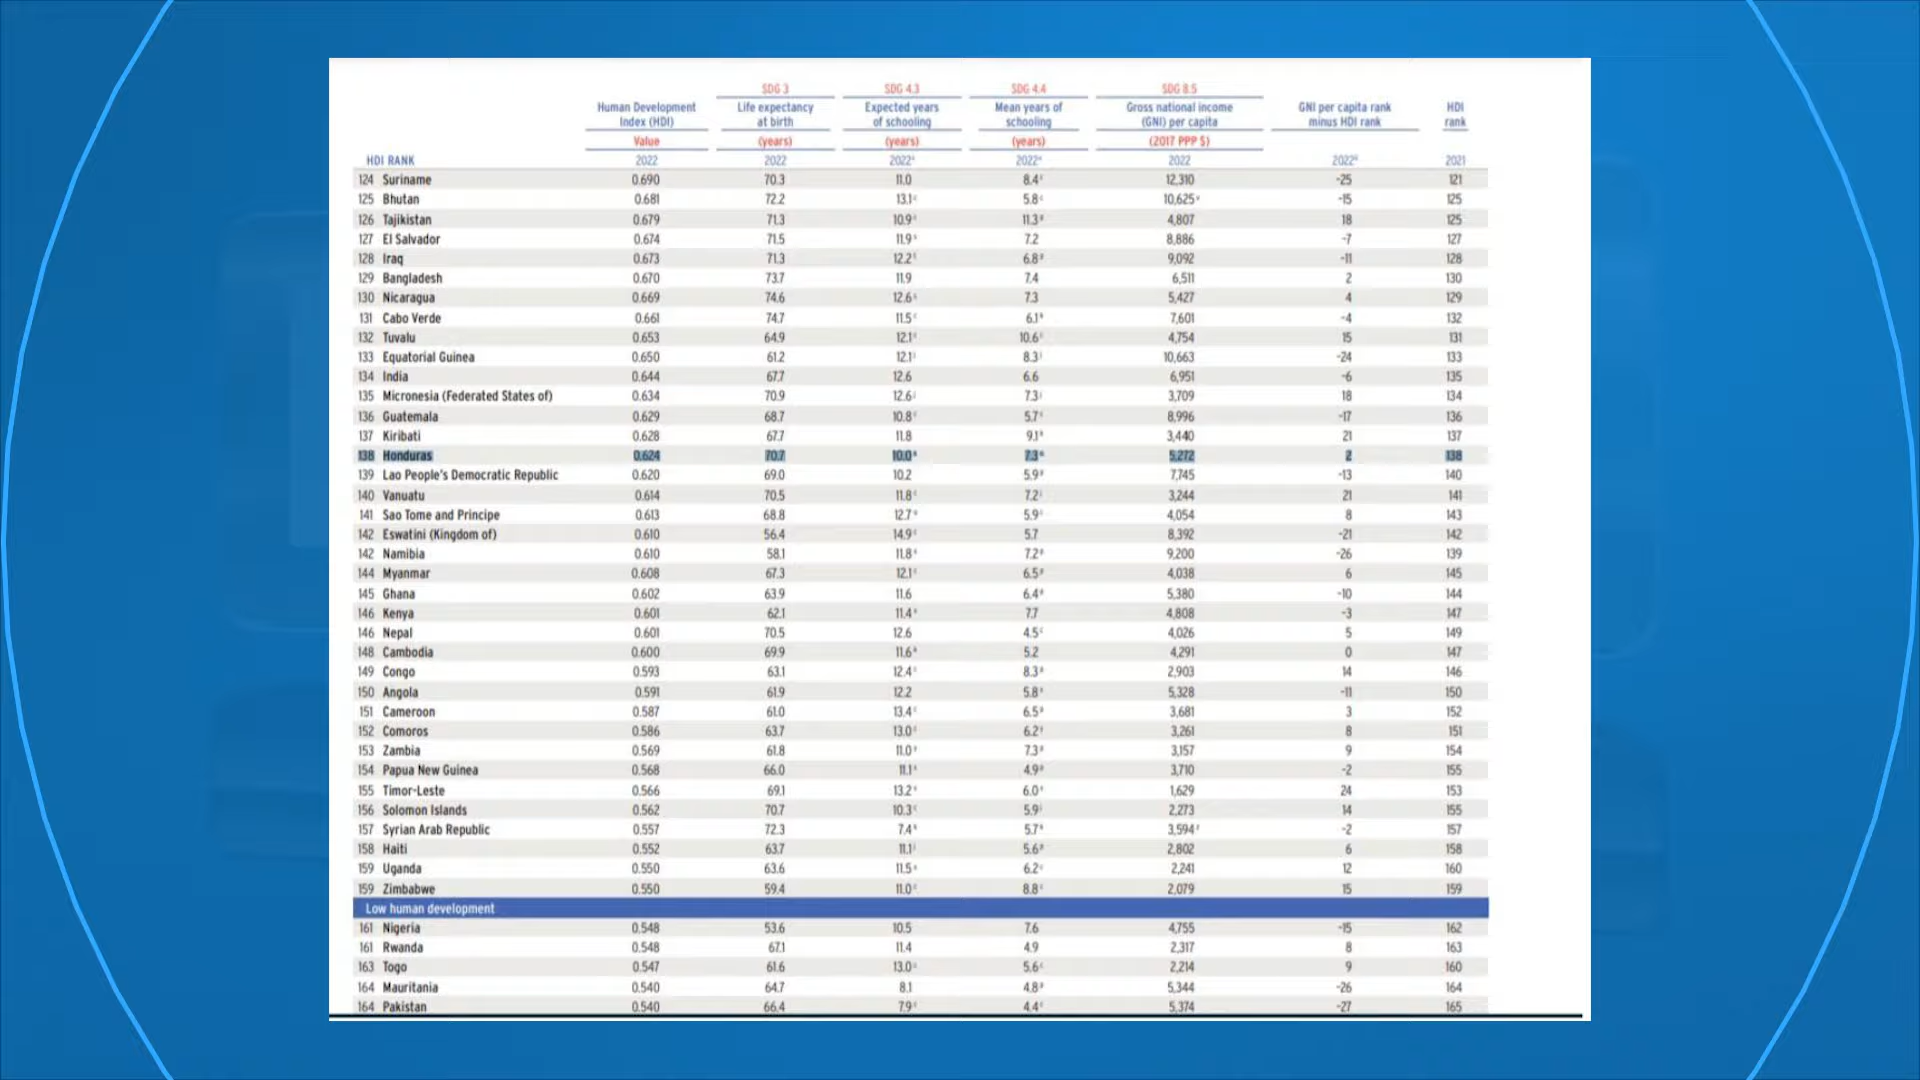 SDG 3 SDG 4.3 SDG 4.4 SDG 8.5
Human Development Life expectancy Expected years Mean years of Gross national income GNI per capita rank HDI
Index (HDI) at birth of schooling schooling (GNI) per capita minus HDI rank rank
Value (years) (years) (years) (2017 PPP $)
HDI RANK 2022 2022 2022 2022 2022 2022 2021
124 Suriname 0.690 70.3 11.0 8.4 12,310 -25 121
125 Bhutan 0.681 72.2 13.1 5.8 10,625 -15 125
126 Tajikistan 0.679 71.3 10.9 11.3 4,807 18 125
127 El Salvador 0.674 71.5 11.9 7.2 8,886 -7 127
128 Iraq 0.673 71.3 12.2 6.8 9,092 -11 128
129 Bangladesh 0.670 73.7 11.9 7.4 6,511 2 130
130 Nicaragua 0.669 74.6 12.6 7.3 5,427 4 129
131 Cabo Verde 0.661 74.7 11.5 6.1 7,601 -4 132
132 Tuvalu 0.653 64.9 12.1 10.6 4,754 15 131
133 Equatorial Guinea 0.650 61.2 12.1 8.3 10,663 -24 133
134 India 0.644 67.7 12.6 6.6 6,951 -6 135
135 Micronesia (Federated States of) 0.634 70.9 12.6 7.3 3,709 18 134
136 Guatemala 0.629 68.7 10.8 5.7 8,996 -17 136
137 Kiribati 0.628 67.7 11.8 9.1 3,440 21 137
138 Honduras 0.624 70.7 10.0 7.3 5,272 2 138
139 Lao People's Democratic Republic 0.620 69.0 10.2 5.9 7,745 -13 140
140 Vanuatu 0.614 70.5 11.8 7.2 3,244 21 141
141 Sao Tome and Principe 0.613 68.8 12.7 5.9 4,054 8 143
142 Eswatini (Kingdom of) 0.610 56.4 14.9 5.7 8,392 -21 142
142 Namibia 0.610 58.1 11.8 7.2 9,200 -26 139
144 Myanmar 0.608 67.3 12.1 6.5 4,038 6 145
145 Ghana 0.602 63.9 11.6 6.4 5,380 -10 144
146 Kenya 0.601 62.1 11.4 7.7 4,808 -3 147
146 Nepal 0.601 70.5 12.6 4.5 4,026 5 149
148 Cambodia 0.600 69.9 11.6 5.2 4,291 0 147
149 Congo 0.593 63.1 12.4 8.3 2,903 14 146
150 Angola 0.591 61.9 12.2 5.8 5,328 -11 150
151 Cameroon 0.587 61.0 13.4 6.5 3,681 3 152
152 Comoros 0.586 63.7 13.0 6.2 3,261 8 151
153 Zambia 0.569 61.8 11.0 7.3 3,157 9 154
154 Papua New Guinea 0.568 66.0 11.1 4.9 3,710 -2 155
155 Timor-Leste 0.566 69.1 13.2 6.0 1,629 24 153
156 Solomon Islands 0.562 70.7 10.3 5.9 2,273 14 155
157 Syrian Arab Republic 0.557 72.3 7.4 5.7 3,594 -2 157
158 Haiti 0.552 63.7 11.1 5.6 2,802 6 158
159 Uganda 0.550 63.6 11.5 6.2 2,241 12 160
159 Zimbabwe 0.550 59.4 11.0 8.8 2,079 15 159
Low human development
161 Nigeria 0.548 53.6 10.5 7.6 4,755 -15 162
161 Rwanda 0.548 67.1 11.4 4.9 2,317 8 163
163 Togo 0.547 61.6 13.0 5.6 2,214 9 160
164 Mauritania 0.540 64.7 8.1 4.8 5,344 -26 164
164 Pakistan 0.540 66.4 7.9 4.4 5,374 -27 165